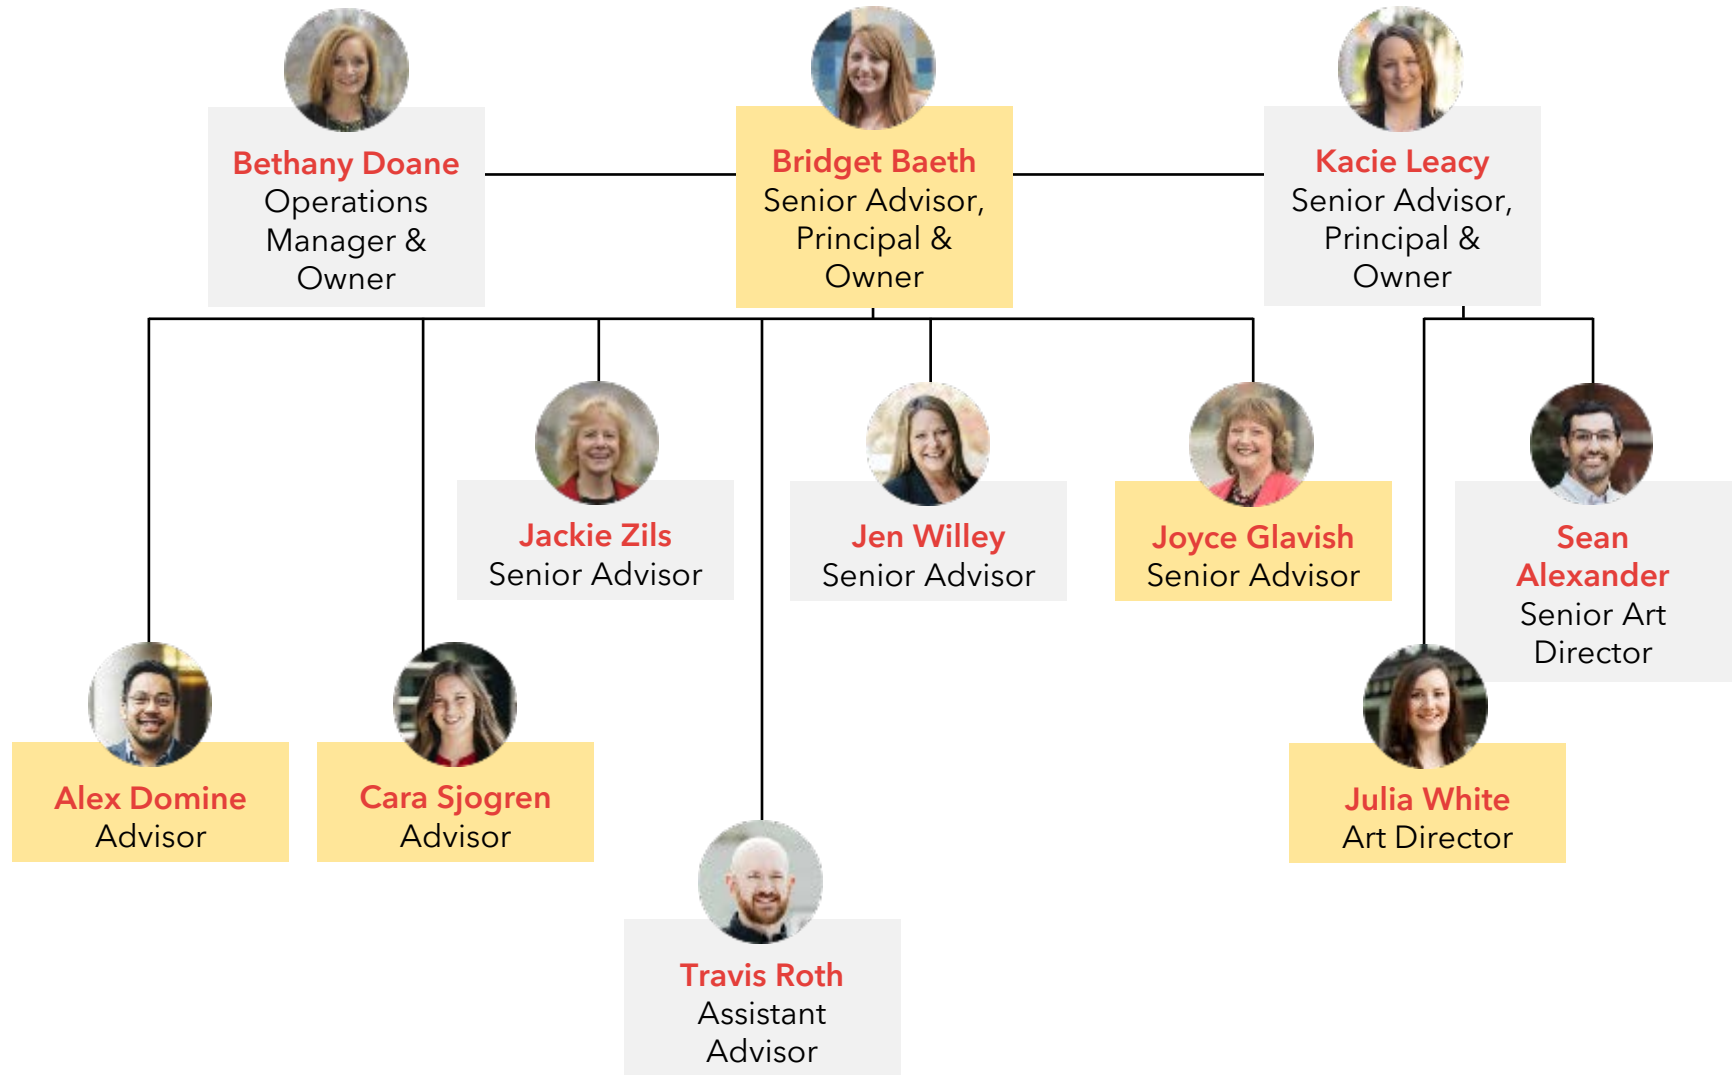 Bethany Doane
Operations
Manager &
Owner
Bridget Baeth
Senior Advisor,
Principal &
Owner
Kacie Leacy
Senior Advisor,
Principal &
Owner
Jackie Zils
Senior Advisor
Jen Willey
Senior Advisor
Joyce Glavish
Senior Advisor
Sean
Alexander
Senior Art
Director
Alex Domine
Advisor
Cara Sjogren
Advisor
Julia White
Art Director
Travis Roth
Assistant
Advisor